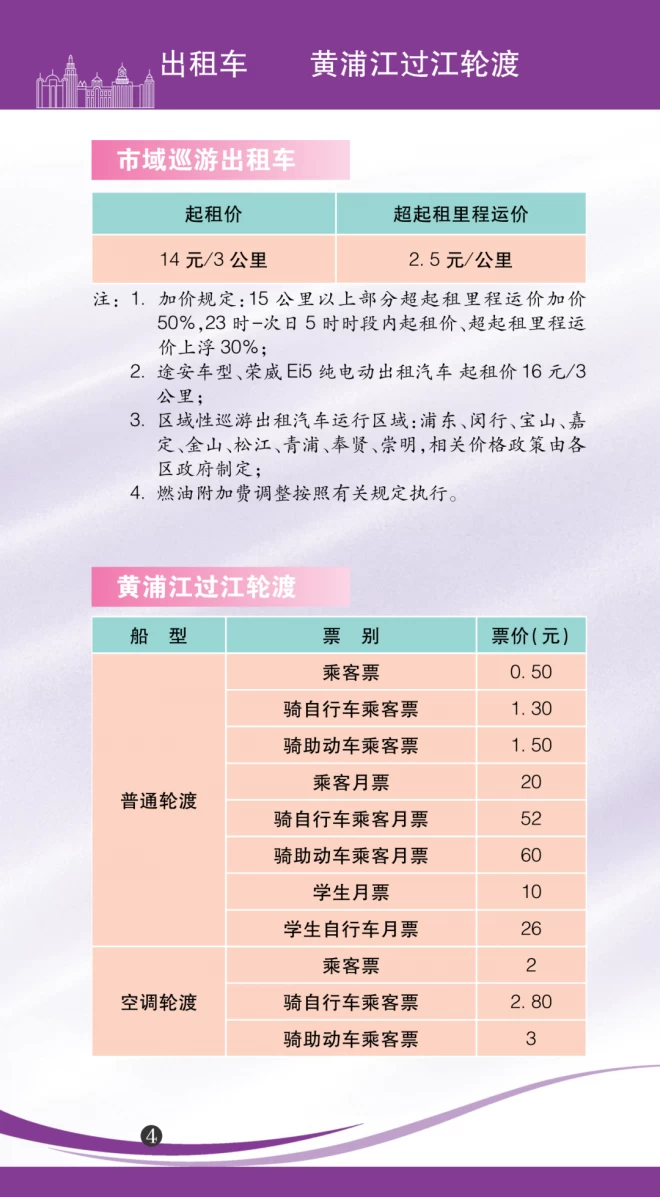 出租车 黄浦江过江轮渡
市域巡游出租车
起租价 超起租里程运价
14 元/3 公里 2.5 元/公里
注：1. 加价规定：15 公里以上部分超起租里程运价加价
50%，23 时-次日 5 时时段内起租价、超起租里程运
价上浮 30%；
2. 途安车型、荣威 Ei5 纯电动出租汽车 起租价 16 元/3
公里；
3. 区域性巡游出租汽车运行区域：浦东、闵行、宝山、嘉
定、金山、松江、青浦、奉贤、崇明，相关价格政策由各
区政府制定；
4. 燃油附加费调整按照有关规定执行。
黄浦江过江轮渡
船 型 票 别 票价(元)
普通轮渡
乘客票 0.50
骑自行车乘客票 1.30
骑助动车乘客票 1.50
乘客月票 20
骑自行车乘客月票 52
骑助动车乘客月票 60
学生月票 10
学生自行车月票 26
空调轮渡
乘客票 2
骑自行车乘客票 2.80
骑助动车乘客票 3
4